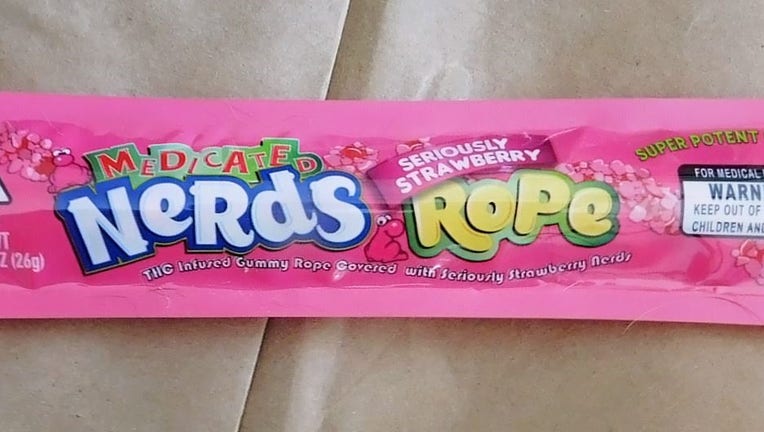 MEDICATED
NeRdS
SERIOUSLY
STRAWBERRY
RoPe
THC Infused Gummy Rope Covered with Seriously Strawberry Nerds
SUPER POTENT
FOR MEDICAL
WARN
KEEP OUT OF
CHILDREN AND
(26g)